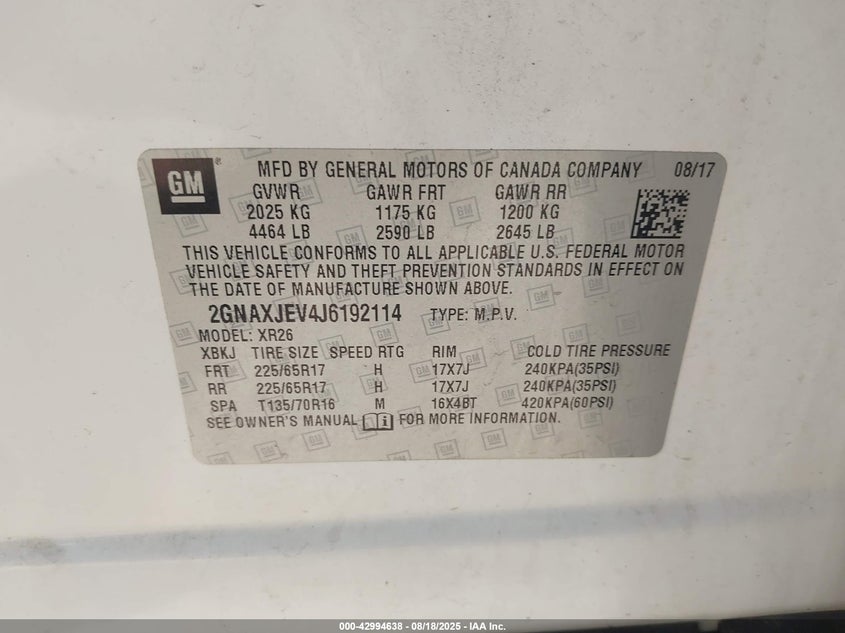 GM
MFD BY GENERAL MOTORS OF CANADA COMPANY 08/17
GVWR GAWR FRT GAWR RR
2025 KG 1175 KG 1200 KG
4464 LB 2590 LB 2645 LB
THIS VEHICLE CONFORMS TO ALL APPLICABLE U.S. FEDERAL MOTOR
VEHICLE SAFETY AND THEFT PREVENTION STANDARDS IN EFFECT ON
THE DATE OF MANUFACTURE SHOWN ABOVE.
2GNAXJEV4J6192114 TYPE: M.P.V.
MODEL: XR26
XBKJ TIRE SIZE SPEED RTG RIM COLD TIRE PRESSURE
FRT 225/65R17 H 17X7J 240KPA(35PSI)
RR 225/65R17 H 17X7J 240KPA(35PSI)
SPA T135/70R16 M 16X4BT 420KPA(60PSI)
SEE OWNER'S MANUAL i FOR MORE INFORMATION.
000-42994638 - 08/18/2025 - IAA Inc.